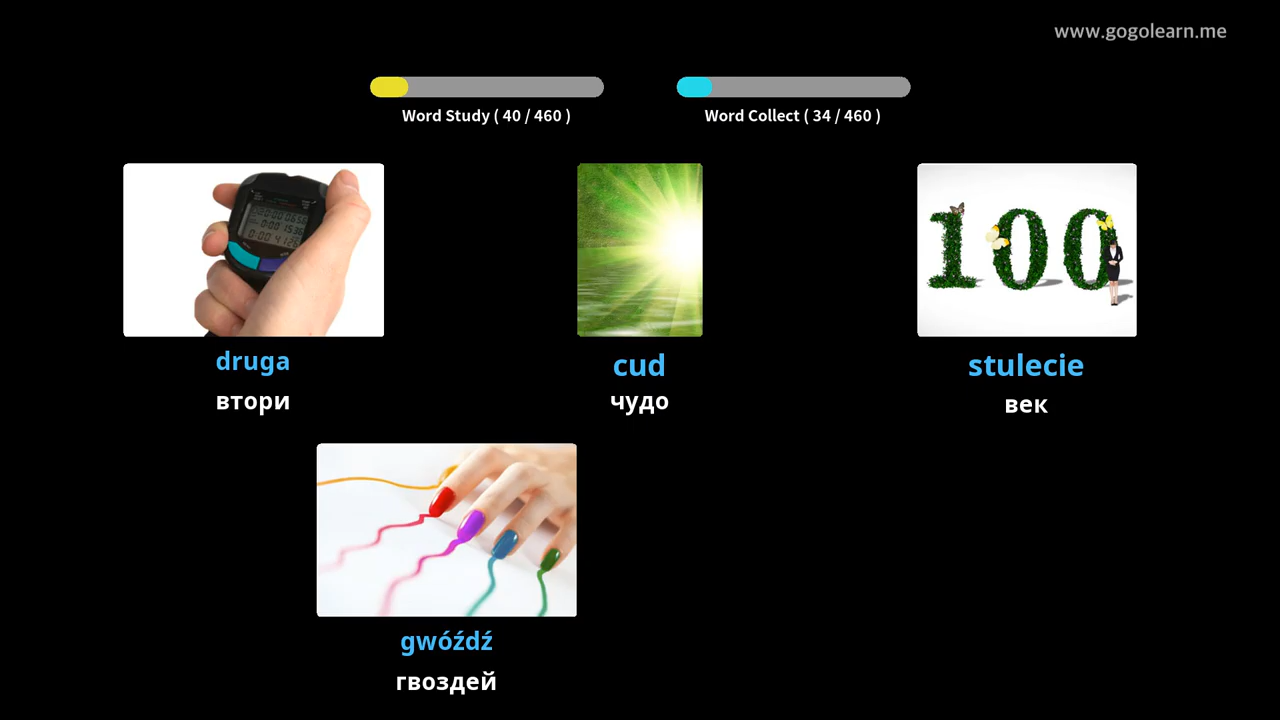 www.gogolearn.me
Word Study ( 40 / 460 )
Word Collect ( 34 / 460 )
druga
втори
cud
чудо
stulecie
век
gwóźdź
гвоздей